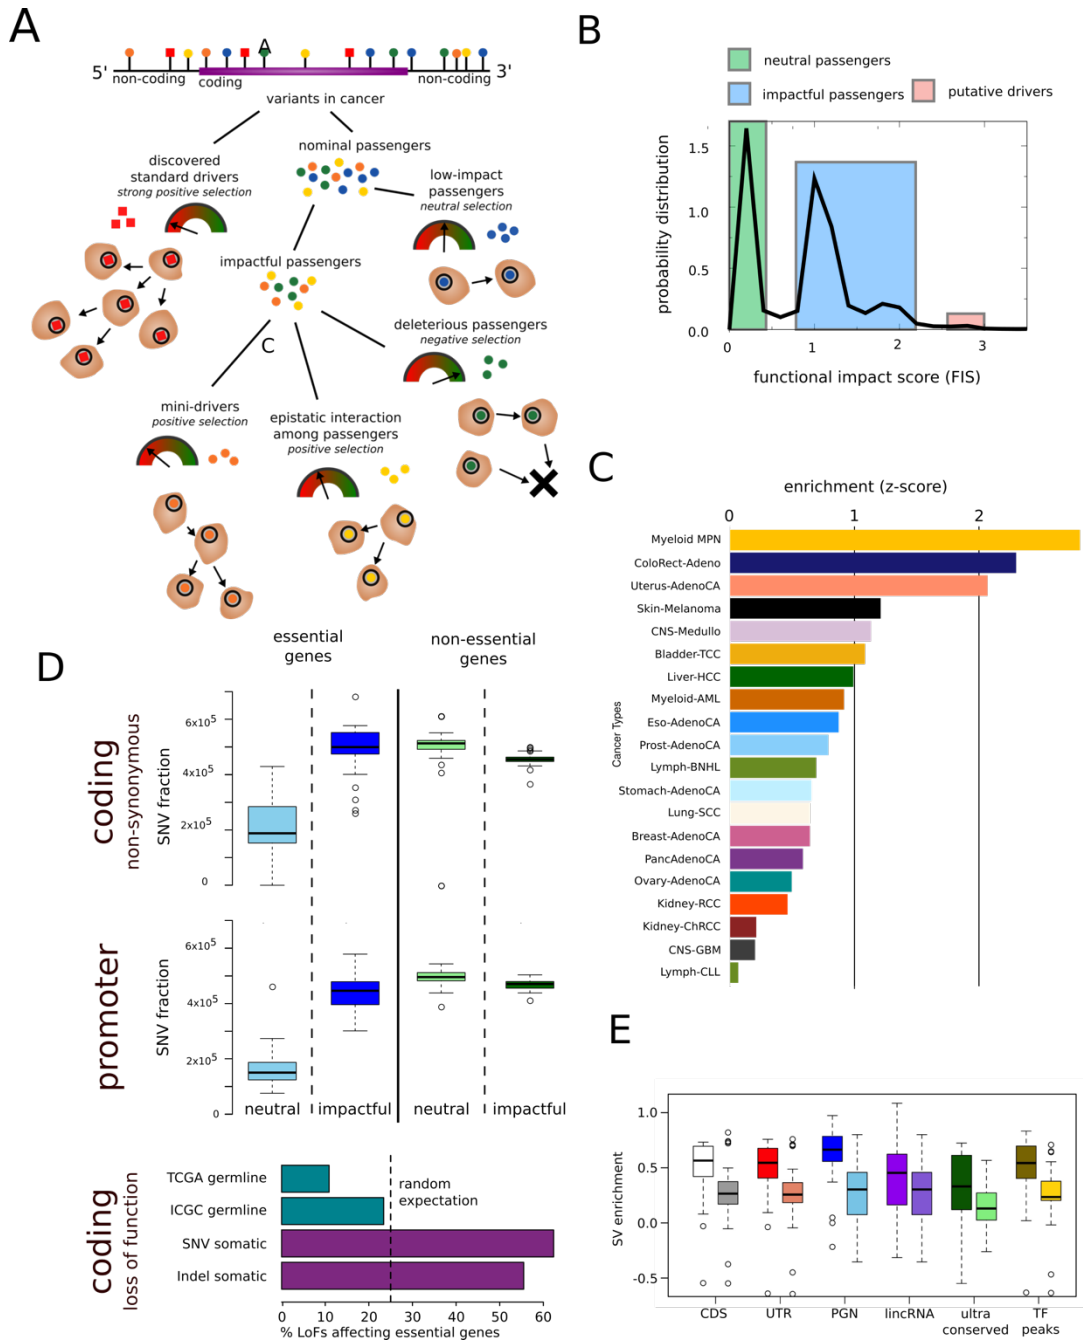 A
A
5'
non-coding
coding
non-coding
3'
variants in cancer
discovered
standard drivers
strong positive selection
nominal passengers
low-impact
passengers
neutral selection
impactful passengers
deleterious passengers
negative selection
C
mini-drivers
positive selection
epistatic interaction
among passengers
positive selection
B
neutral passengers
impactful passengers
putative drivers
probability distribution
1.5
1.0
0.5
0.0
0 1 2 3
functional impact score (FIS)
C
enrichment (z-score)
0 1 2
Cancer Types
Myeloid MPN
ColoRect-Adeno
Uterus-AdenoCA
Skin-Melanoma
CNS-Medullo
Bladder-TCC
Liver-HCC
Myeloid-AML
Eso-AdenoCA
Prost-AdenoCA
Lymph-BNHL
Stomach-AdenoCA
Lung-SCC
Breast-AdenoCA
PancAdenoCA
Ovary-AdenoCA
Kidney-RCC
Kidney-ChRCC
CNS-GBM
Lymph-CLL
D
essential
genes
non-essential
genes
coding
non-synonymous
SNV fraction
6x10⁵
4x10⁵
2x10⁵
0
promoter
SNV fraction
6x10⁵
4x10⁵
2x10⁵
0
neutral impactful neutral impactful
coding
loss of function
TCGA germline
ICGC germline
SNV somatic
Indel somatic
random
expectation
0 10 20 30 40 50 60
% LoFs affecting essential genes
E
SV enrichment
1.0
0.5
0.0
-0.5
CDS UTR PGN lincRNA ultra TF
conserved peaks